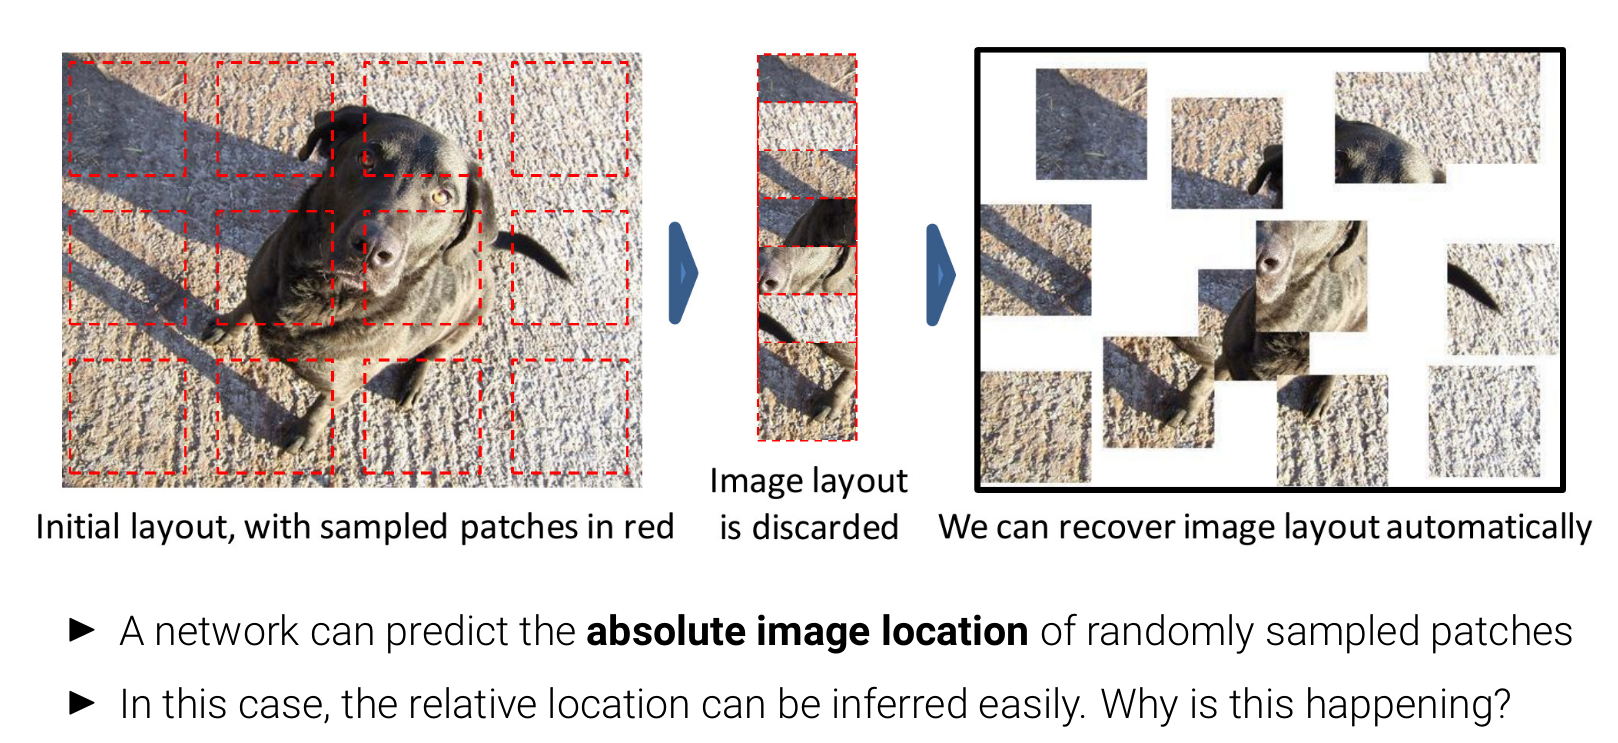 Initial layout, with sampled patches in red
Image layout
is discarded
We can recover image layout automatically
► A network can predict the absolute image location of randomly sampled patches
► In this case, the relative location can be inferred easily. Why is this happening?